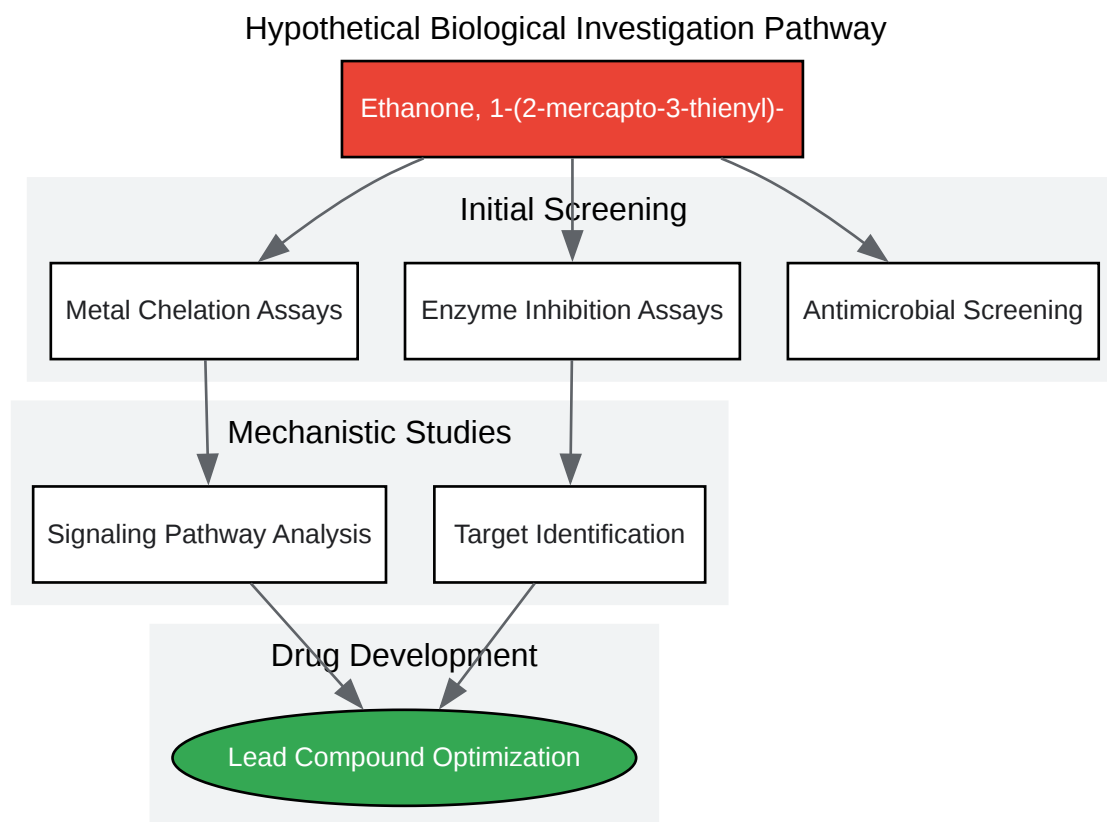 Hypothetical Biological Investigation Pathway
Ethanone, 1-(2-mercapto-3-thienyl)-
Initial Screening
Metal Chelation Assays
Enzyme Inhibition Assays
Antimicrobial Screening
Mechanistic Studies
Signaling Pathway Analysis
Target Identification
Drug Development
Lead Compound Optimization